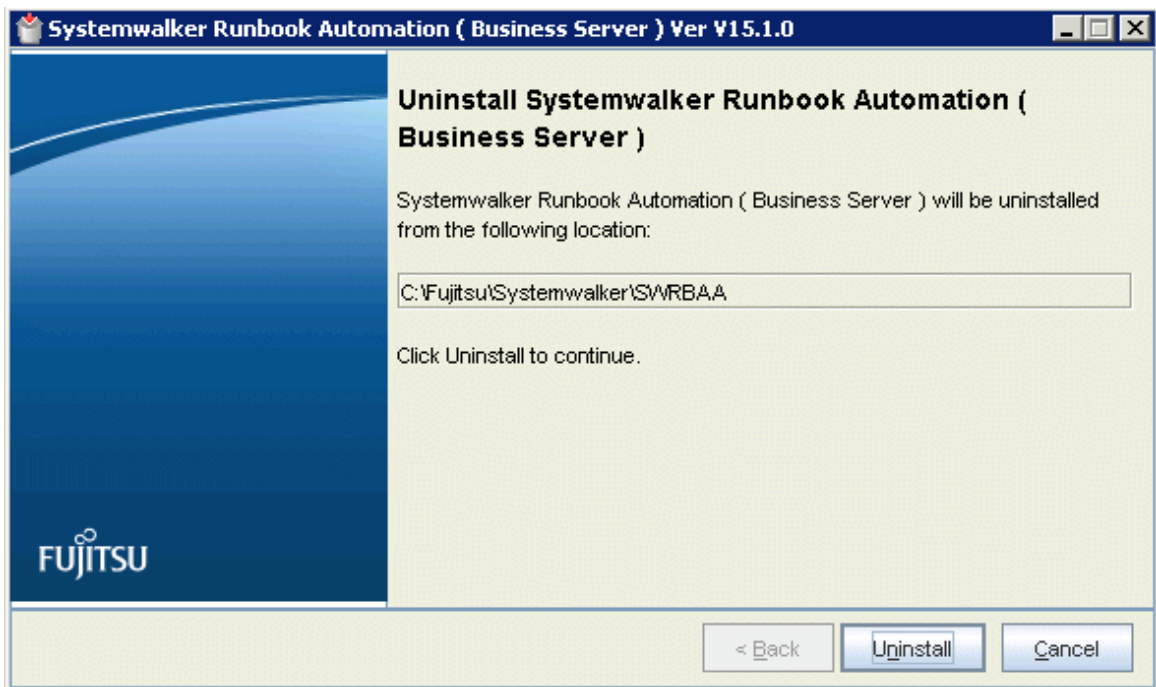 Systemwalker Runbook Automation ( Business Server ) Ver V15.1.0
Uninstall Systemwalker Runbook Automation (
Business Server )
Systemwalker Runbook Automation ( Business Server ) will be uninstalled
from the following location:
C:\Fujitsu\Systemwalker\SWRBAA
Click Uninstall to continue.
FUJITSU
< Back
Uninstall
Cancel